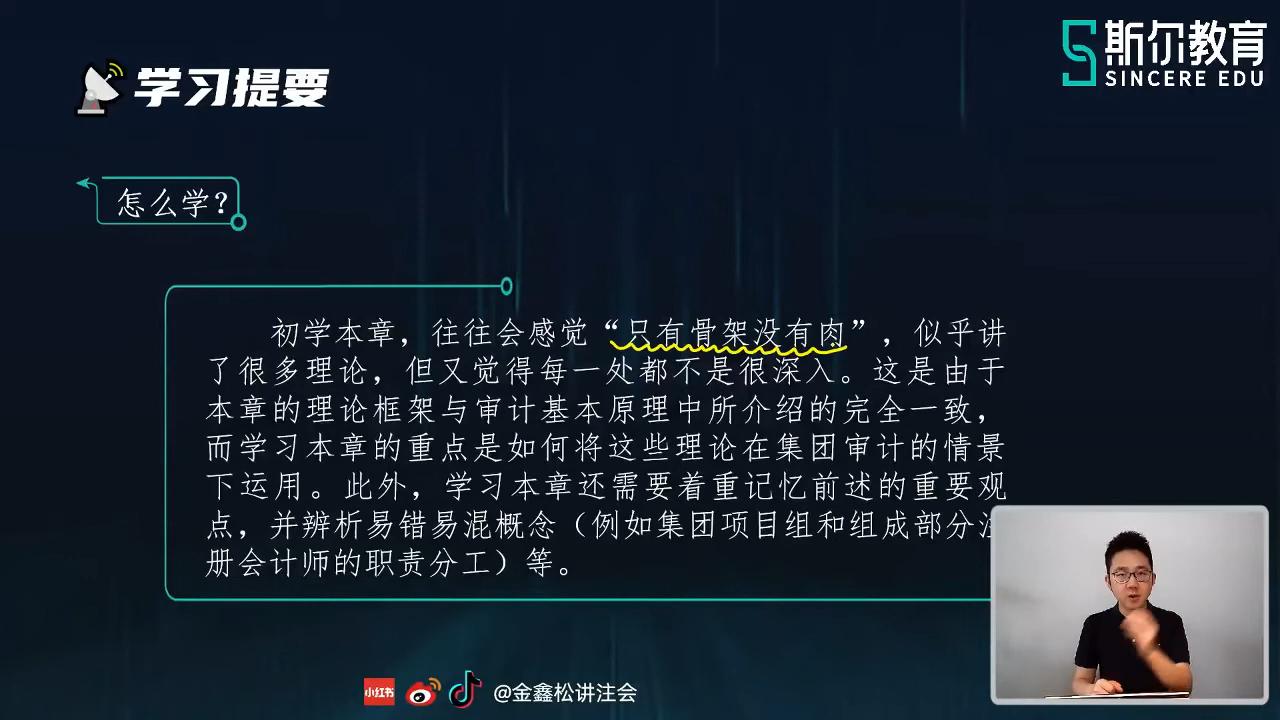 斯尔教育
SINCERE EDU
学习提要
怎么学？
初学本章，往往会感觉“只有骨架没有肉”，似乎讲
了很多理论，但又觉得每一处都不是很深入。这是由于
本章的理论框架与审计基本原理中所介绍的完全一致，
而学习本章的重点是如何将这些理论在集团审计的情景
下运用。此外，学习本章还需要着重记忆前述的重要观
点，并辨析易错易混概念（例如集团项目组和组成部分注
册会计师的职责分工）等。
小红书
@金鑫松讲注会